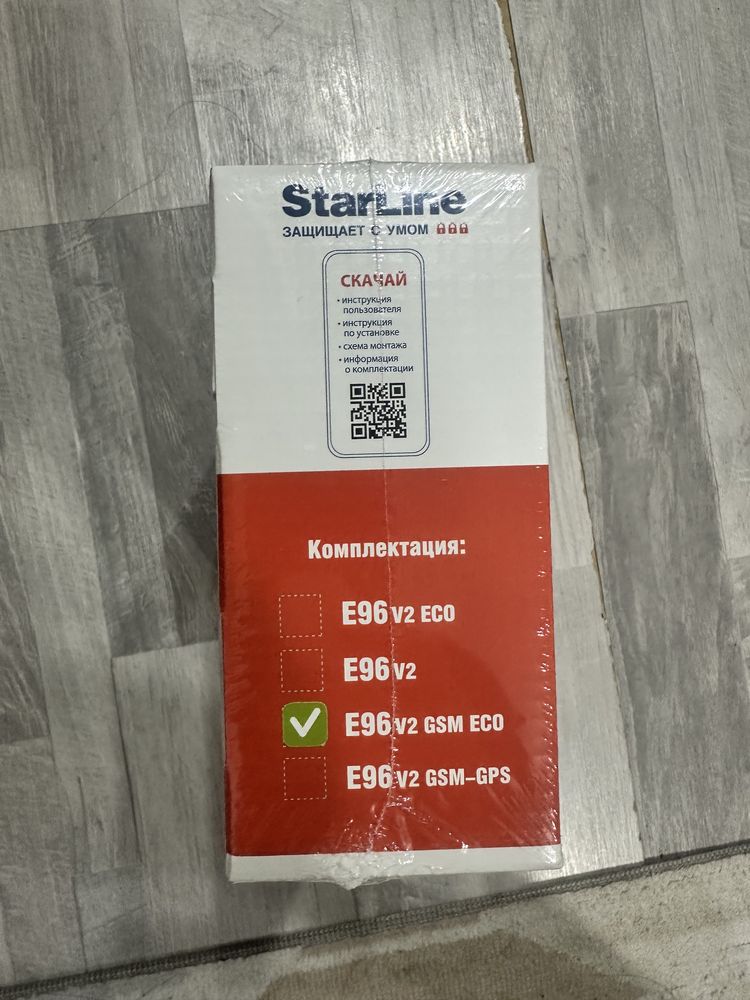 StarLine
ЗАЩИЩАЕТ С УМОМ
СКАЧАЙ
• инструкция
пользователя
• инструкция
по установке
• схема монтажа
• информация
о комплектации
Комплектация:
E96 V2 ECO
E96 V2
E96 V2 GSM ECO
E96 V2 GSM-GPS